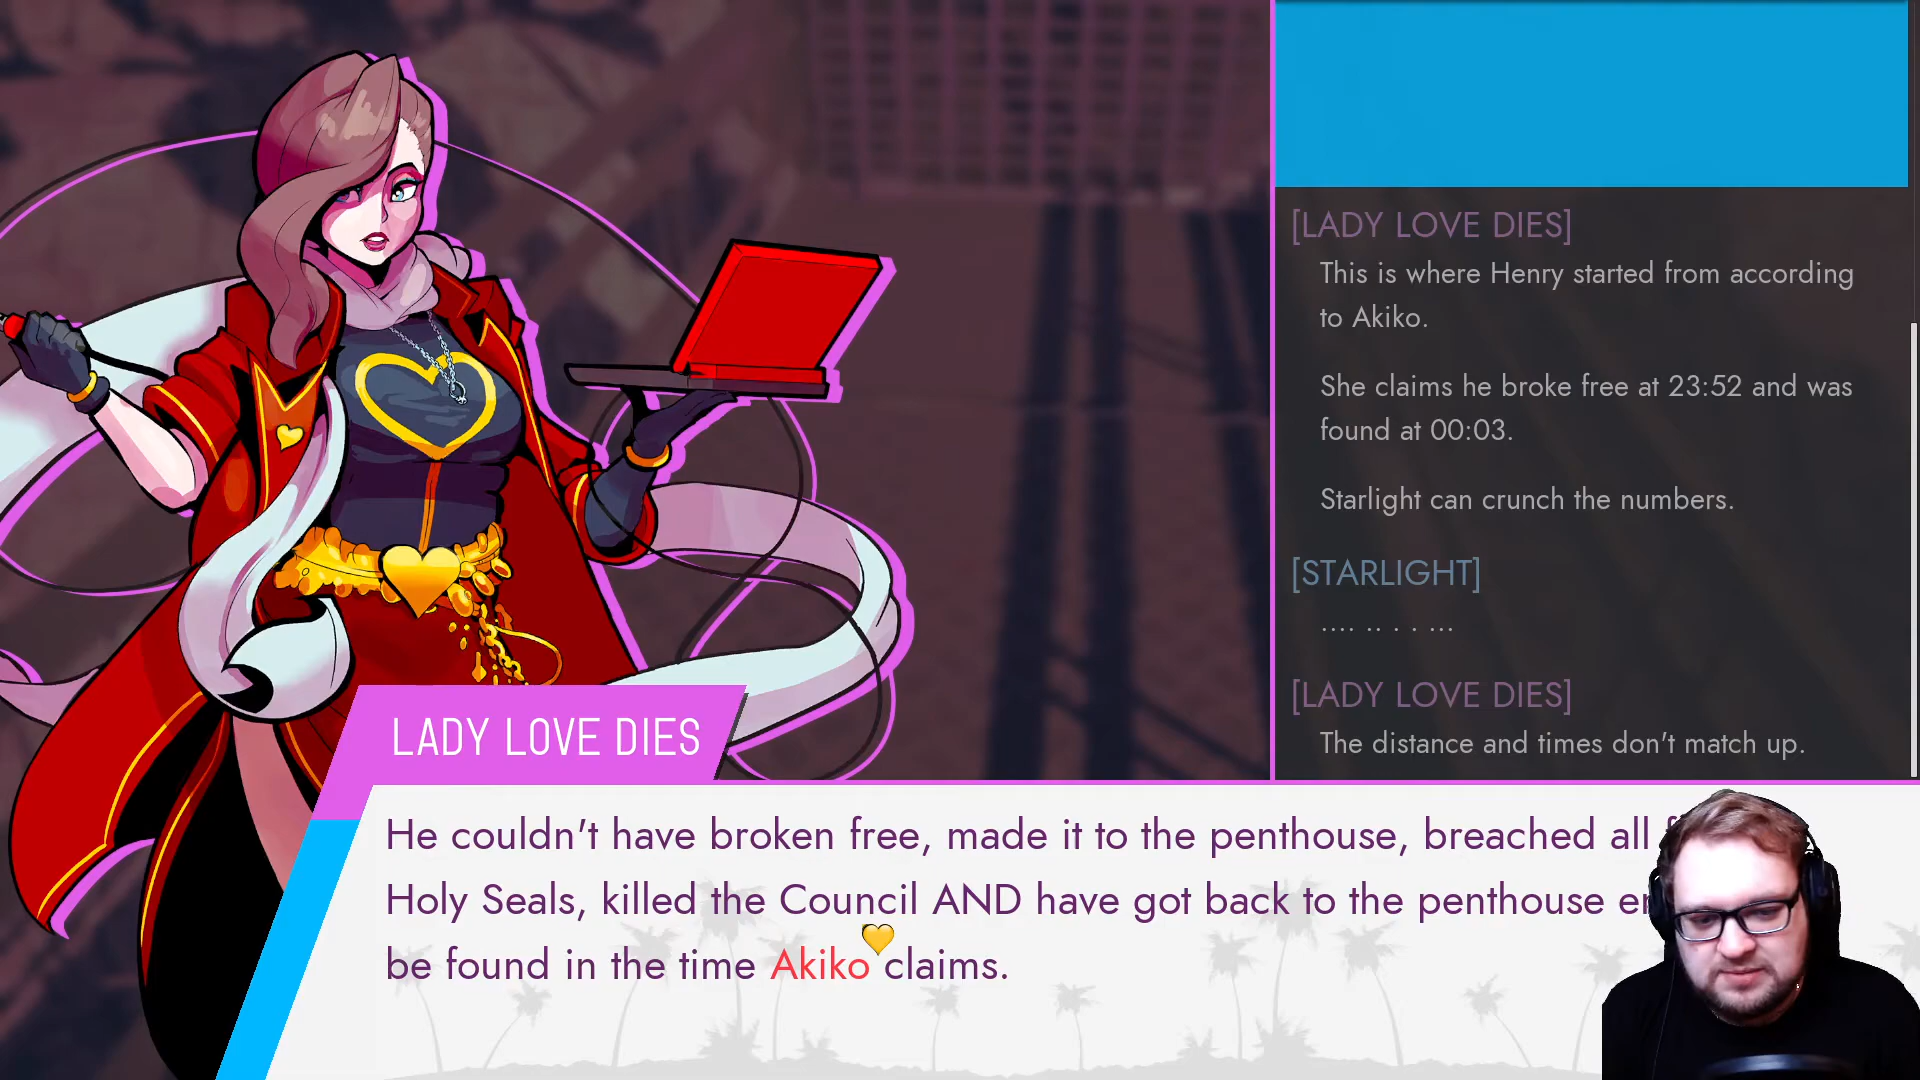 [LADY LOVE DIES]
This is where Henry started from according
to Akiko.
She claims he broke free at 23:52 and was
found at 00:03.
Starlight can crunch the numbers.
[STARLIGHT]
.... .. . . ...
[LADY LOVE DIES]
The distance and times don't match up.
LADY LOVE DIES
He couldn't have broken free, made it to the penthouse, breached all
Holy Seals, killed the Council AND have got back to the penthouse
be found in the time Akiko claims.